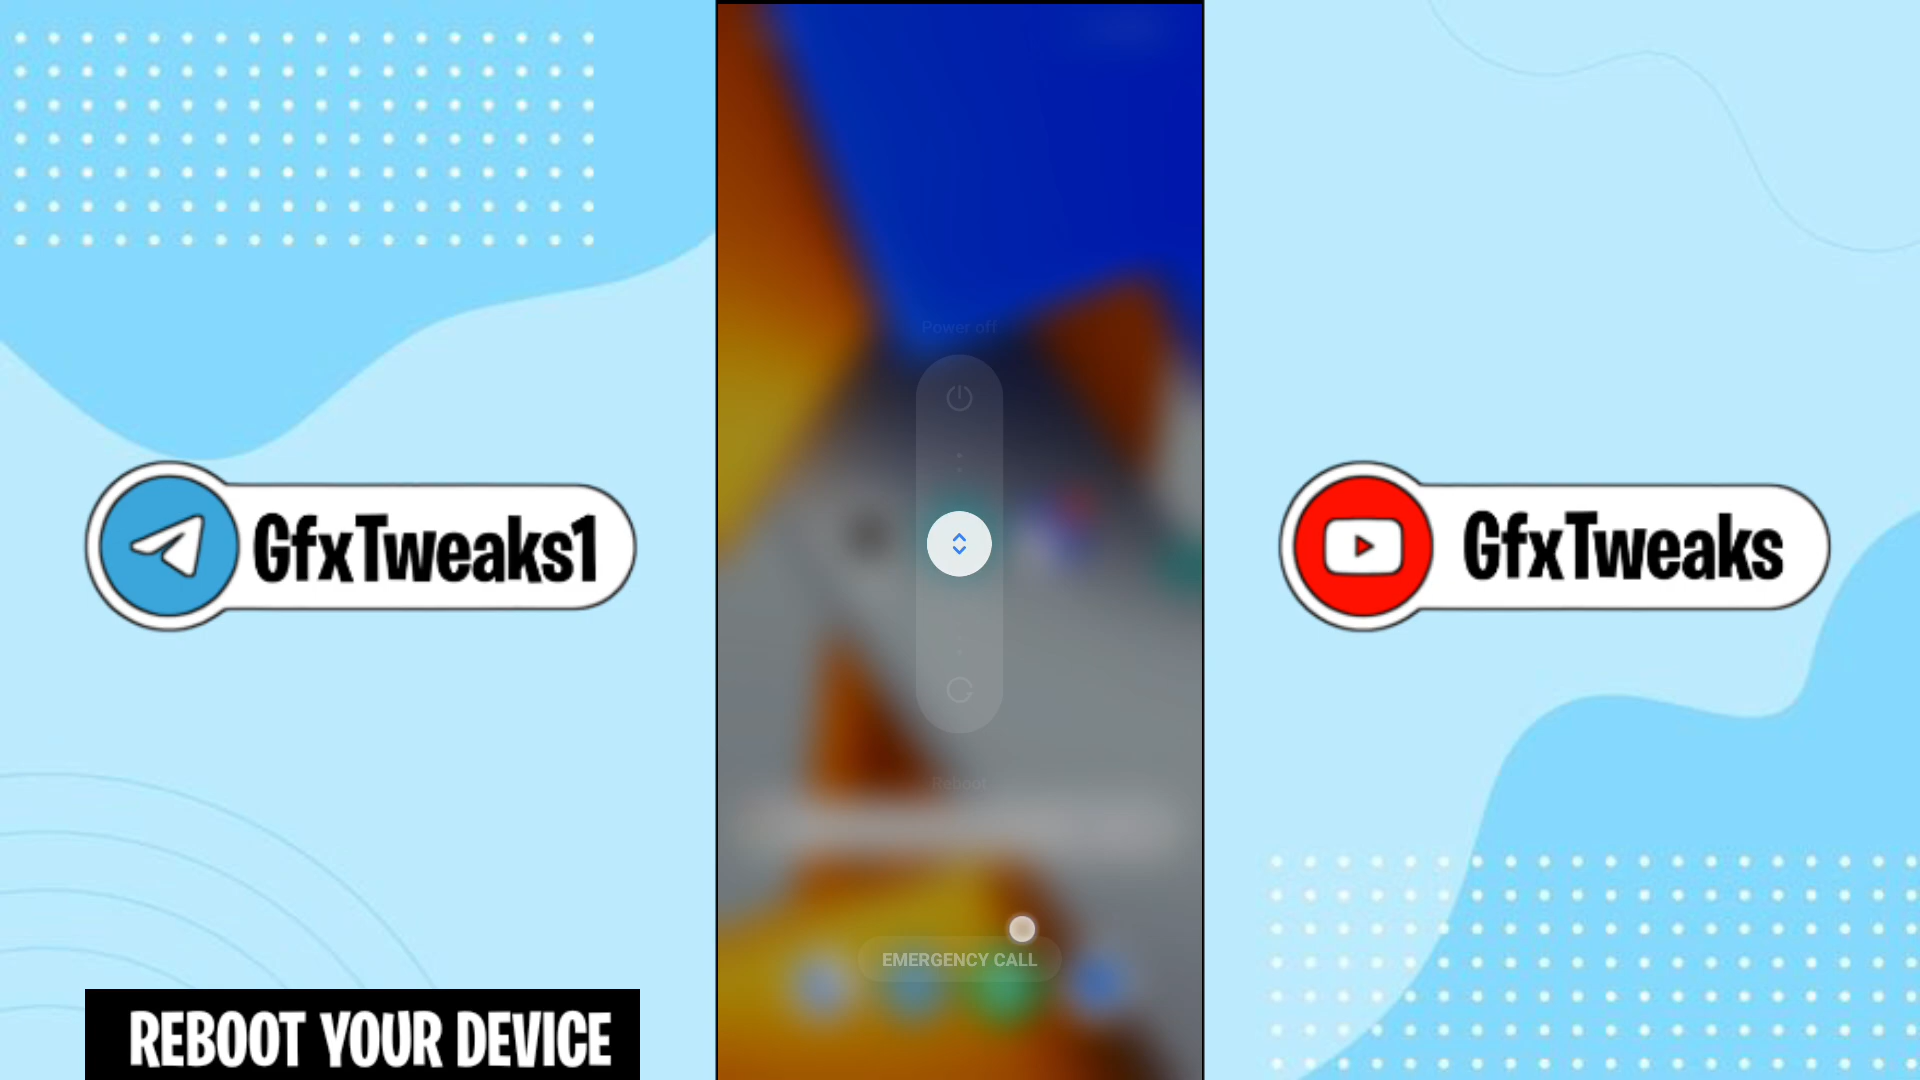 Power off
GfxTweaks1
GfxTweaks
Reboot
EMERGENCY CALL
REBOOT YOUR DEVICE